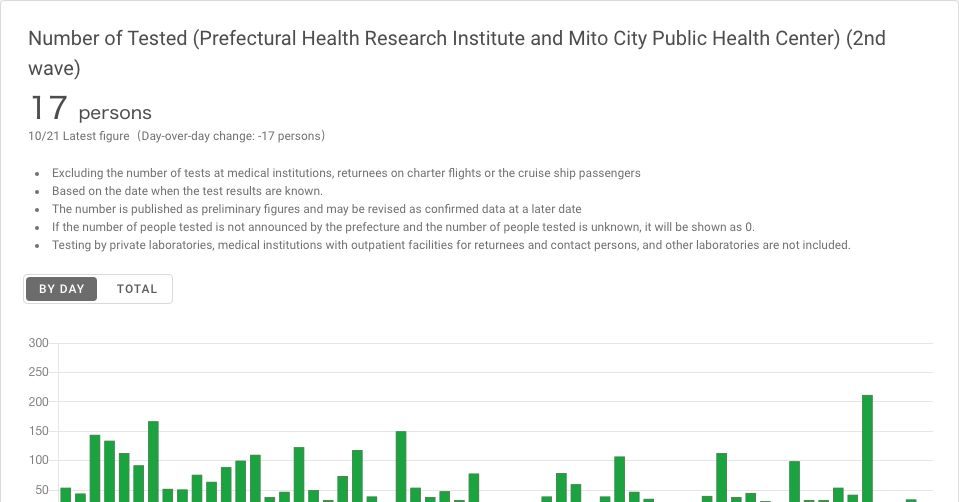 Number of Tested (Prefectural Health Research Institute and Mito City Public Health Center) (2nd
wave)
17 persons
10/21 Latest figure（Day-over-day change: -17 persons）
• Excluding the number of tests at medical institutions, returnees on charter flights or the cruise ship passengers
• Based on the date when the test results are known.
• The number is published as preliminary figures and may be revised as confirmed data at a later date
• If the number of people tested is not announced by the prefecture and the number of people tested is unknown, it will be shown as 0.
• Testing by private laboratories, medical institutions with outpatient facilities for returnees and contact persons, and other laboratories are not included.
BY DAY TOTAL
300
250
200
150
100
50